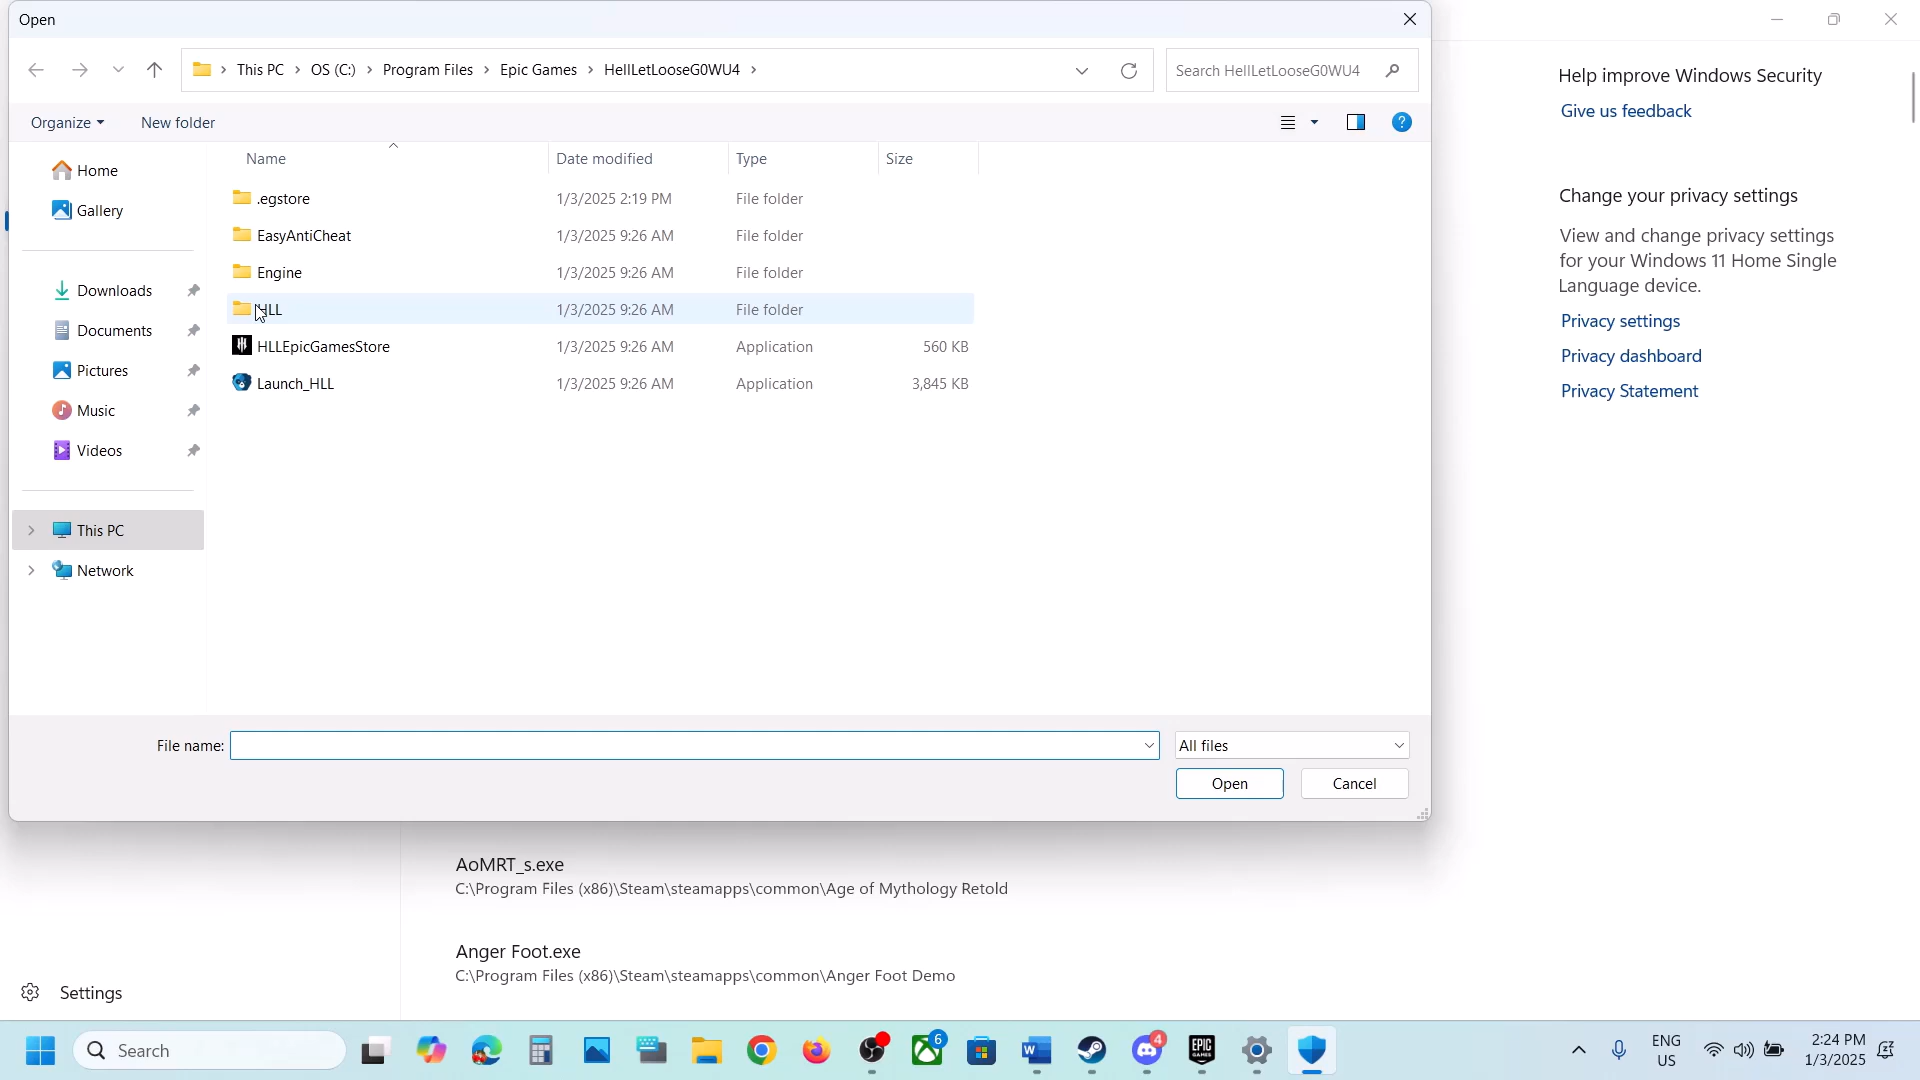 Open
This PC > OS (C:) > Program Files > Epic Games > HellLetLooseG0WU4 >
Search HellLetLooseG0WU4
Organize
New folder
Name
Date modified
Type
Size
Home
Gallery
Downloads
Documents
Pictures
Music
Videos
This PC
Network
.egstore 1/3/2025 2:19 PM File folder
EasyAntiCheat 1/3/2025 9:26 AM File folder
Engine 1/3/2025 9:26 AM File folder
HLL 1/3/2025 9:26 AM File folder
HLLEpicGamesStore 1/3/2025 9:26 AM Application 560 KB
Launch_HLL 1/3/2025 9:26 AM Application 3,845 KB
File name:
All files
Open
Cancel
Help improve Windows Security
Give us feedback
Change your privacy settings
View and change privacy settings
for your Windows 11 Home Single
Language device.
Privacy settings
Privacy dashboard
Privacy Statement
AoMRT_s.exe
C:\Program Files (x86)\Steam\steamapps\common\Age of Mythology Retold
Anger Foot.exe
C:\Program Files (x86)\Steam\steamapps\common\Anger Foot Demo
Settings
Search
6
4
EPIC
GAMES
ENG
US
2:24 PM
1/3/2025